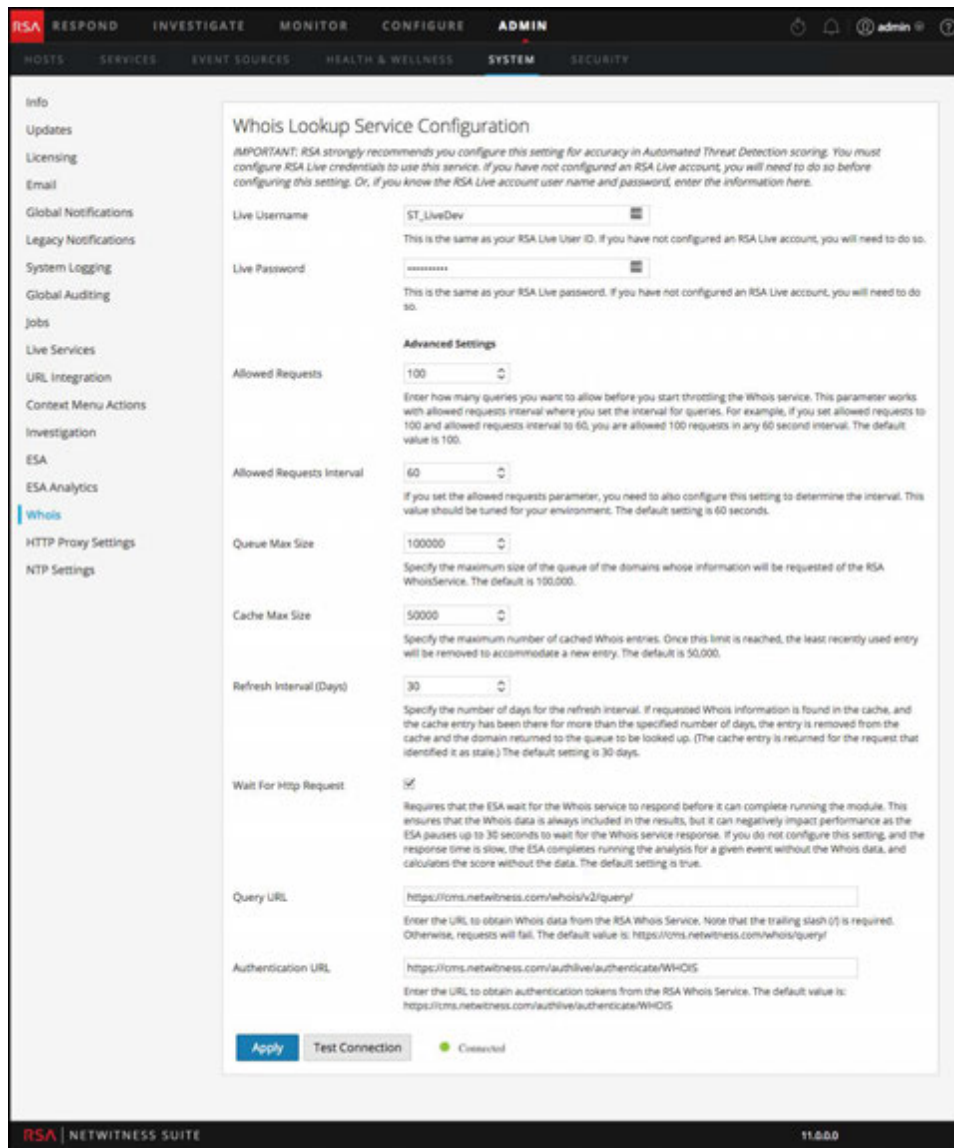 RSA RESPOND INVESTIGATE MONITOR CONFIGURE ADMIN admin
HOSTS SERVICES EVENT SOURCES HEALTH & WELLNESS SYSTEM SECURITY
Info
Updates
Licensing
Email
Global Notifications
Legacy Notifications
System Logging
Global Auditing
Jobs
Live Services
URL Integration
Context Menu Actions
Investigation
ESA
ESA Analytics
Whois
HTTP Proxy Settings
NTP Settings
Whois Lookup Service Configuration
IMPORTANT: RSA strongly recommends you configure this setting for accuracy in Automated Threat Detection scoring. You must
configure RSA Live credentials to use this service. If you have not configured an RSA Live account, you will need to do so before
configuring this setting. Or, if you know the RSA Live account user name and password, enter the information here.
Live Username ST_LiveDev
This is the same as your RSA Live User ID. If you have not configured an RSA Live account, you will need to do so.
Live Password
This is the same as your RSA Live password. If you have not configured an RSA Live account, you will need to do
so.
Advanced Settings
Allowed Requests 100
Enter how many queries you want to allow before you start throttling the Whois service. This parameter works
with allowed requests interval where you set the interval for queries. For example, if you set allowed requests to
100 and allowed requests interval to 60, you are allowed 100 requests in any 60 second interval. The default
value is 100.
Allowed Requests Interval 60
If you set the allowed requests parameter, you need to also configure this setting to determine the interval. This
value should be tuned for your environment. The default setting is 60 seconds.
Queue Max Size 100000
Specify the maximum size of the queue of the domains whose information will be requested of the RSA
WhoisService. The default is 100,000.
Cache Max Size 50000
Specify the maximum number of cached Whois entries. Once this limit is reached, the least recently used entry
will be removed to accommodate a new entry. The default is 50,000.
Refresh Interval (Days) 30
Specify the number of days for the refresh interval. If requested Whois information is found in the cache, and
the cache entry has been there for more than the specified number of days, the entry is removed from the
cache and the domain returned to the queue to be looked up. (The cache entry is returned for the request that
identified it as stale.) The default setting is 30 days.
Wait For Http Request
Requires that the ESA wait for the Whois service to respond before it can complete running the module. This
ensures that the Whois data is always included in the results, but it can negatively impact performance as the
ESA pauses up to 30 seconds to wait for the Whois service response. If you do not configure this setting, and the
response time is slow, the ESA completes running the analysis for a given event without the Whois data, and
calculates the score without the data. The default setting is true.
Query URL https://cms.netwitness.com/whois/v2/query/
Enter the URL to obtain Whois data from the RSA Whois Service. Note that the trailing slash (/) is required.
Otherwise, requests will fail. The default value is: https://cms.netwitness.com/whois/query/
Authentication URL https://cms.netwitness.com/authlive/authenticate/WHOIS
Enter the URL to obtain authentication tokens from the RSA Whois Service. The default value is:
https://cms.netwitness.com/authlive/authenticate/WHOIS
Apply Test Connection Connected
RSA NETWITNESS SUITE 11.0.0.0